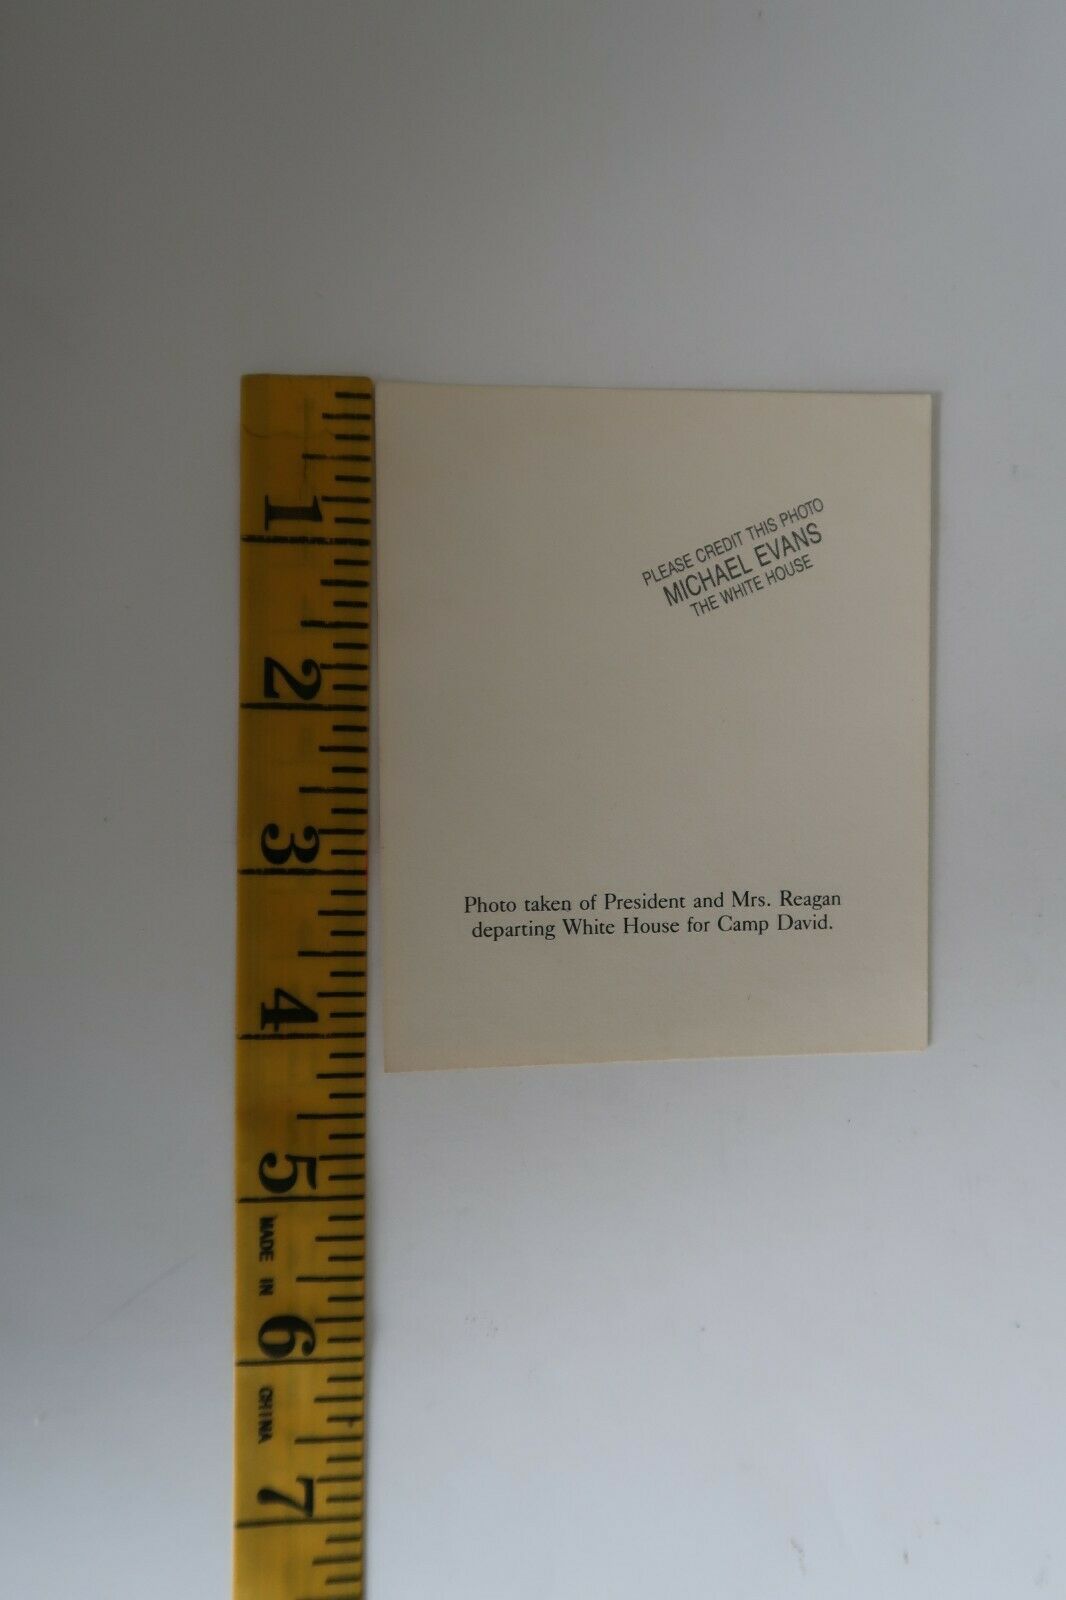 PLEASE CREDIT THIS PHOTO
MICHAEL EVANS
THE WHITE HOUSE
Photo taken of President and Mrs. Reagan
departing White House for Camp David.
1
2
3
4
5
MADE IN
6
CHINA
7